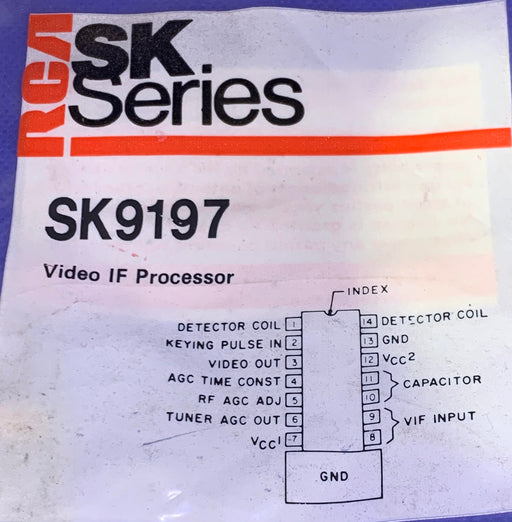 RCA
SK
Series
SK9197
Video IF Processor
INDEX
DETECTOR COIL 1
14 DETECTOR COIL
KEYING PULSE IN 2
13 GND
VIDEO OUT 3
12 VCC2
AGC TIME CONST 4
11
CAPACITOR
RF AGC ADJ 5
10
TUNER AGC OUT 6
9
VIF INPUT
VCC1 7
8
GND